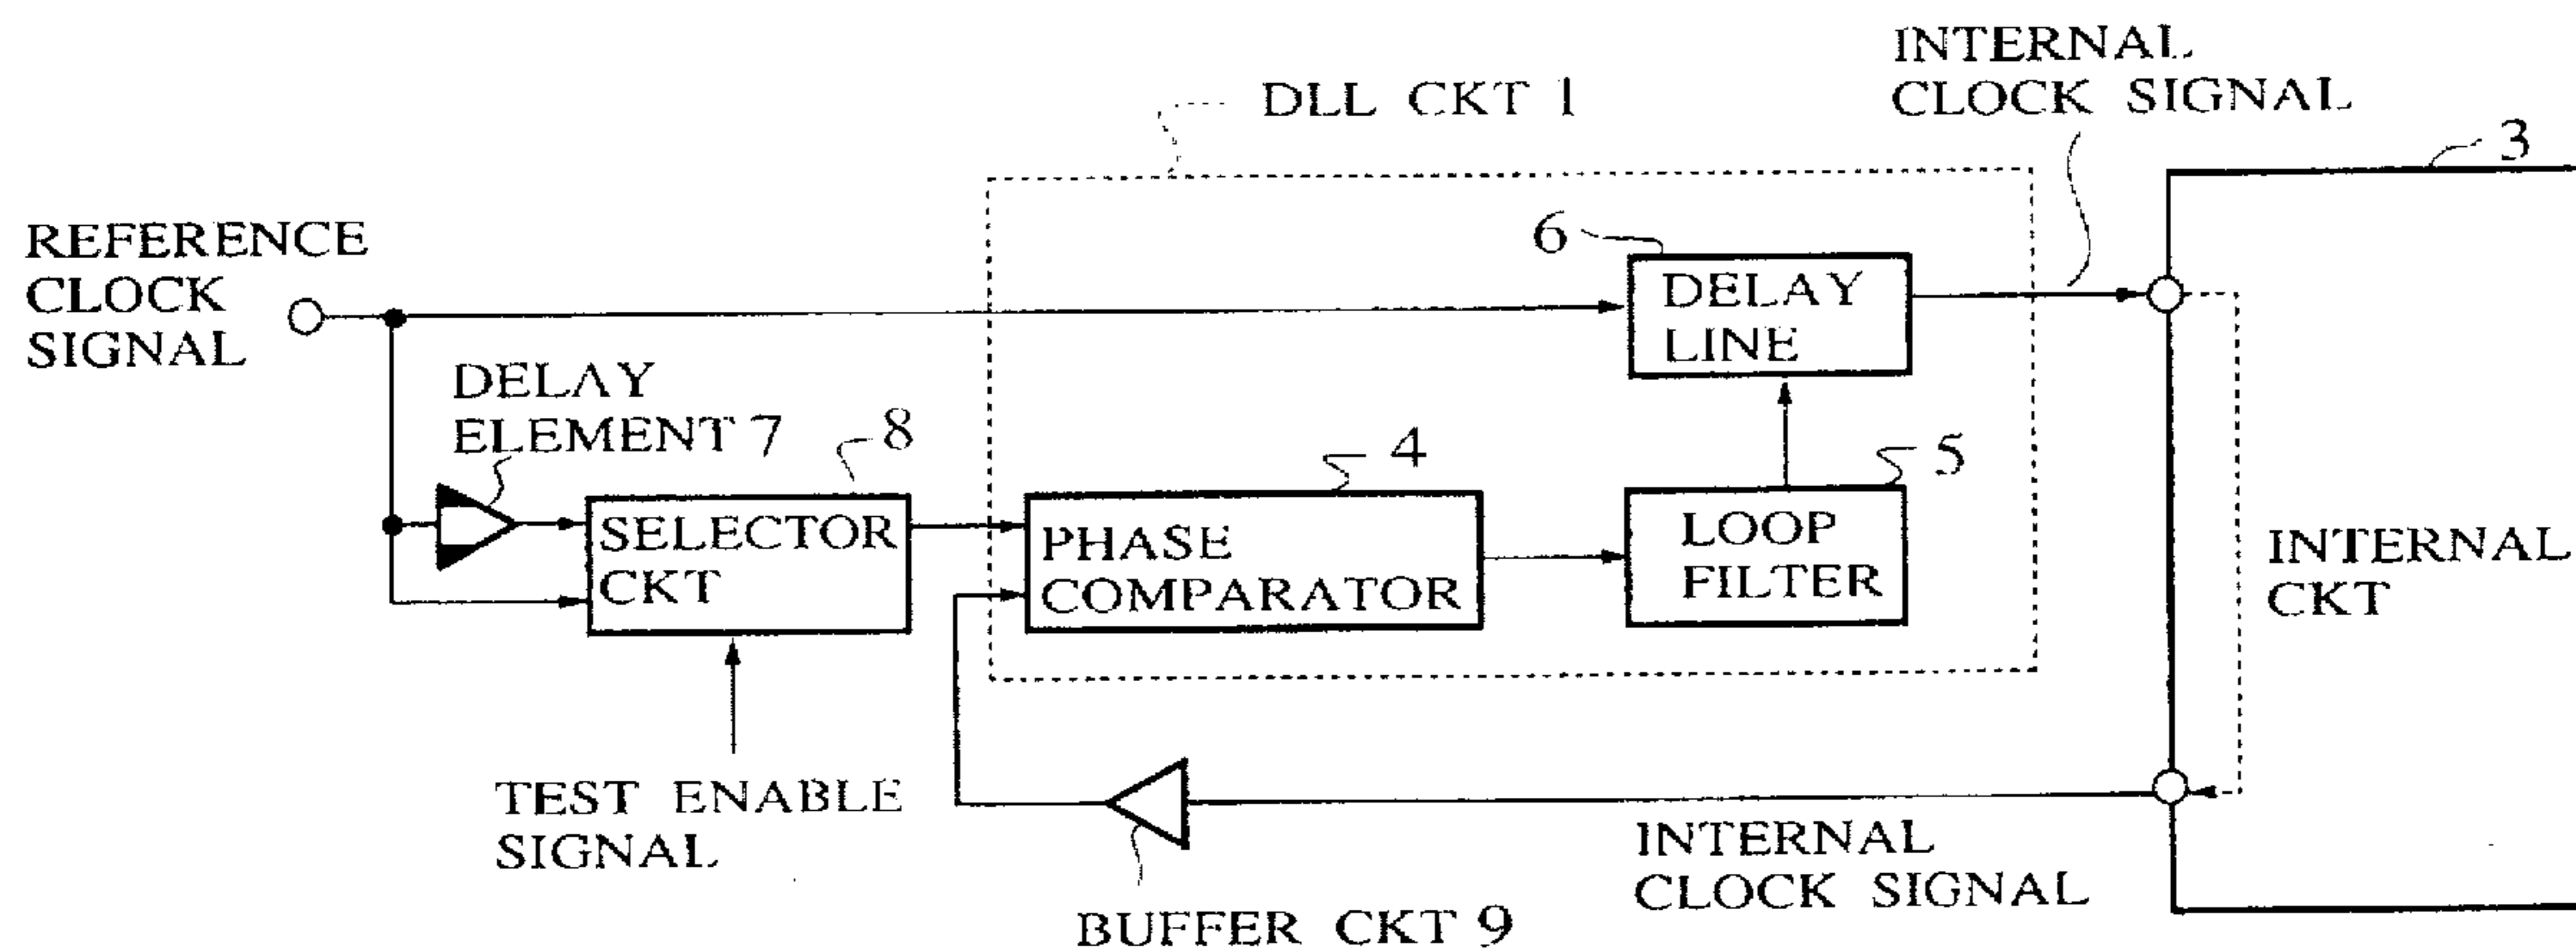 INTERNAL
CLOCK SIGNAL
DLL CKT 1
3
REFERENCE
CLOCK
SIGNAL
6
DELAY
LINE
DELAY
ELEMENT 7
8
4
5
SELECTOR
CKT
PHASE
COMPARATOR
LOOP
FILTER
INTERNAL
CKT
TEST ENABLE
SIGNAL
INTERNAL
CLOCK SIGNAL
BUFFER CKT 9